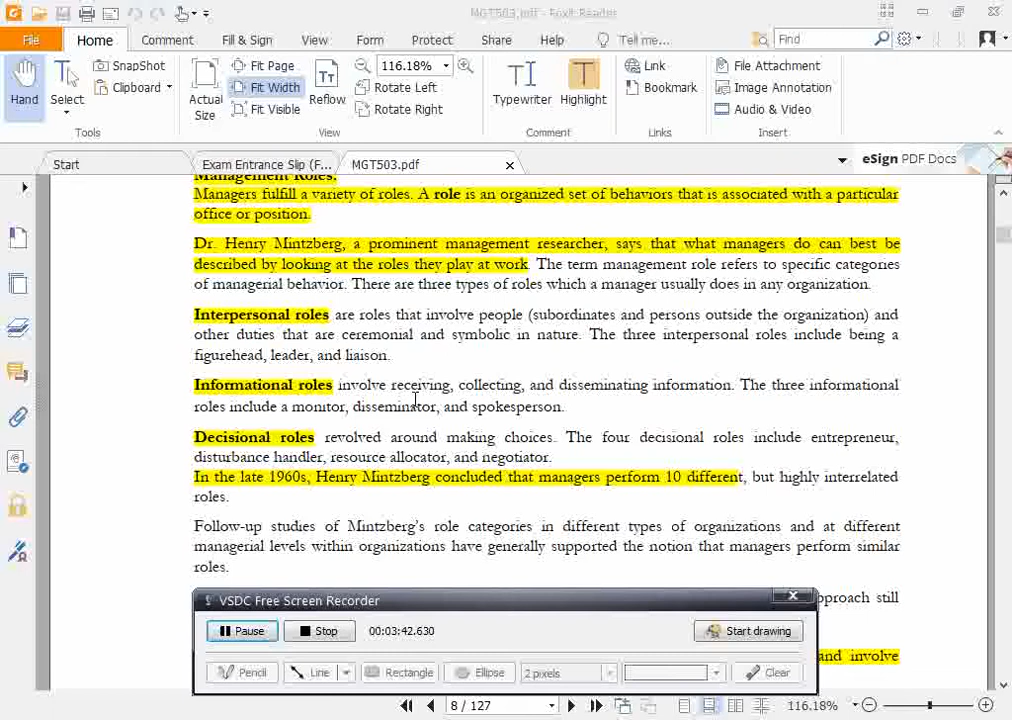 MGT503.pdf - Foxit Reader
File
Home
Comment
Fill & Sign
View
Form
Protect
Share
Help
Tell me...
Find
Hand
Select
SnapShot
Clipboard
Tools
Actual
Size
Fit Page
Fit Width
Fit Visible
Reflow
116.18%
Rotate Left
Rotate Right
View
Typewriter
Highlight
Comment
Link
Bookmark
Links
File Attachment
Image Annotation
Audio & Video
Insert
Start
Exam Entrance Slip (F...
MGT503.pdf
eSign PDF Docs
Management Roles:
Managers fulfill a variety of roles. A role is an organized set of behaviors that is associated with a particular
office or position.
Dr. Henry Mintzberg, a prominent management researcher, says that what managers do can best be
described by looking at the roles they play at work. The term management role refers to specific categories
of managerial behavior. There are three types of roles which a manager usually does in any organization.
Interpersonal roles are roles that involve people (subordinates and persons outside the organization) and
other duties that are ceremonial and symbolic in nature. The three interpersonal roles include being a
figurehead, leader, and liaison.
Informational roles involve receiving, collecting, and disseminating information. The three informational
roles include a monitor, disseminator, and spokesperson.
Decisional roles revolved around making choices. The four decisional roles include entrepreneur,
disturbance handler, resource allocator, and negotiator.
In the late 1960s, Henry Mintzberg concluded that managers perform 10 different, but highly interrelated
roles.
Follow-up studies of Mintzberg's role categories in different types of organizations and at different
managerial levels within organizations have generally supported the notion that managers perform similar
roles.
approach still
and involve
VSDC Free Screen Recorder
Pause
Stop
00:03:42.630
Start drawing
Pencil
Line
Rectangle
Ellipse
2 pixels
Clear
8 / 127
116.18%